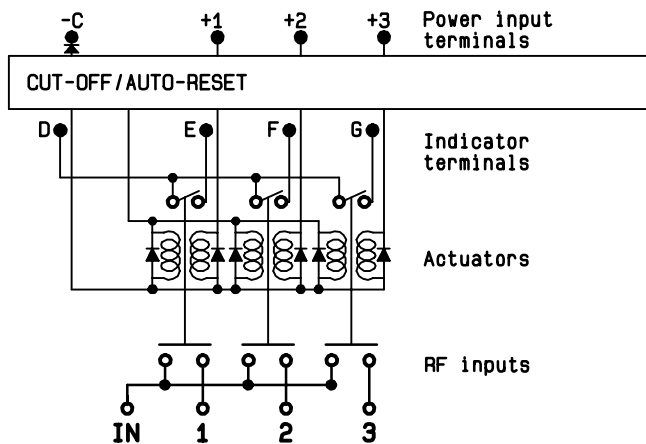 -C +1 +2 +3 Power input
terminals
CUT-OFF/AUTO-RESET
D E F G Indicator
terminals
Actuators
RF inputs
IN 1 2 3